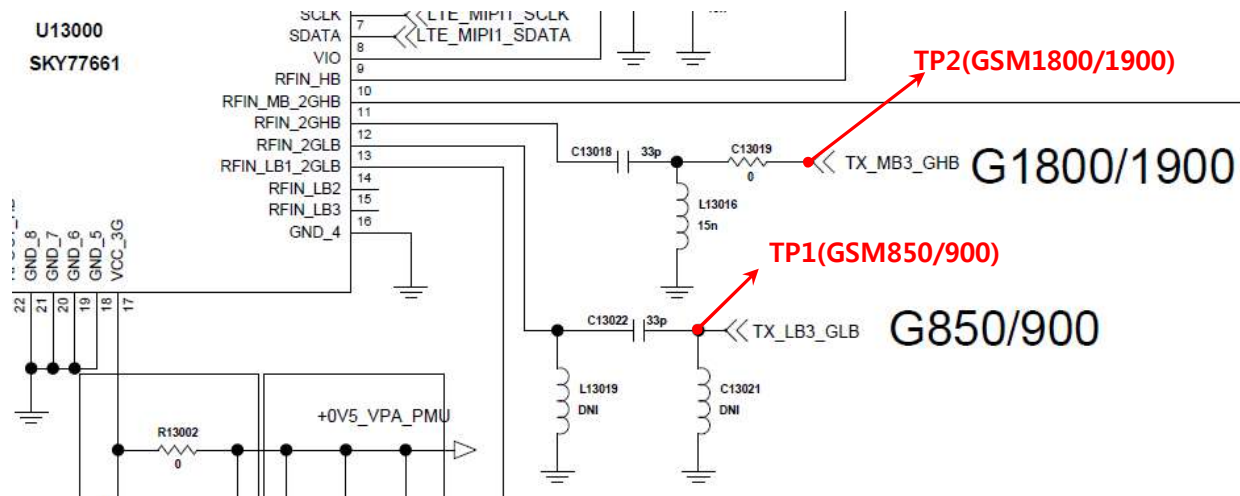 U13000
SKY77661
SCLK
7
LTE_MIPI1_SCLK
SDATA
8
LTE_MIPI1_SDATA
VIO
9
RFIN_HB
10
RFIN_MB_2GHB
11
RFIN_2GHB
12
RFIN_2GLB
13
RFIN_LB1_2GLB
14
RFIN_LB2
15
RFIN_LB3
16
GND_4
TP2(GSM1800/1900)
C13018
33p
C13019
0
TX_MB3_GHB
G1800/1900
L13016
15n
TP1(GSM850/900)
GND_8
GND_7
GND_6
GND_5
VCC_3G
22
21
20
19
18
17
C13022
33p
TX_LB3_GLB
G850/900
L13019
DNI
C13021
DNI
+0V5_VPA_PMU
R13002
0